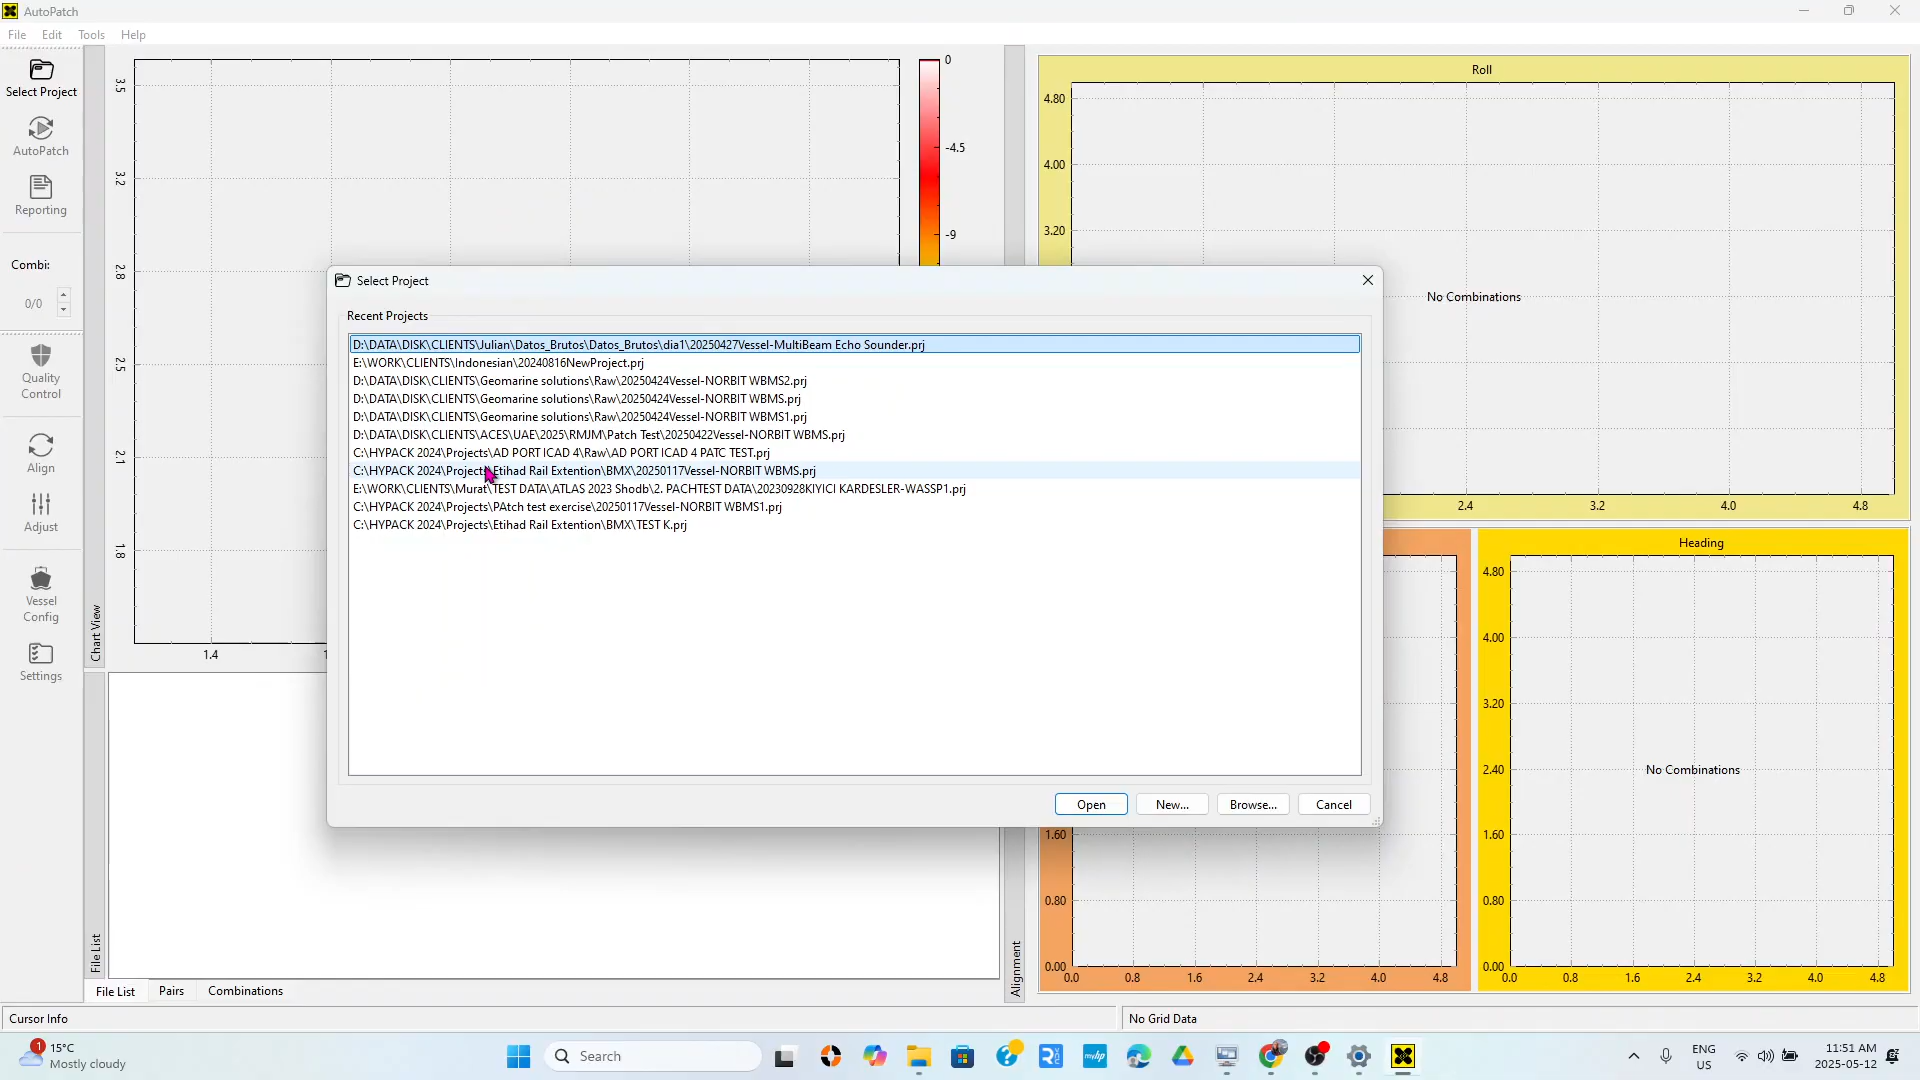 AutoPatch
File Edit Tools Help
Select Project
AutoPatch
Reporting
Combi:
0/0
Quality
Control
Align
Adjust
Vessel
Config
Settings
3.5
3.2
2.8
2.5
2.1
1.8
1.4
Chart View
0
-4.5
-9
Roll
4.80
4.00
3.20
No Combinations
2.4 3.2 4.0 4.8
Select Project
Recent Projects
D:\DATA\DISK\CLIENTS\Julian\Datos_Brutos\Datos_Brutos\dia1\20250427Vessel-MultiBeam Echo Sounder.prj
E:\WORK\CLIENTS\Indonesian\20240816NewProject.prj
D:\DATA\DISK\CLIENTS\Geomarine solutions\Raw\20250424Vessel-NORBIT WBMS2.prj
D:\DATA\DISK\CLIENTS\Geomarine solutions\Raw\20250424Vessel-NORBIT WBMS.prj
D:\DATA\DISK\CLIENTS\Geomarine solutions\Raw\20250424Vessel-NORBIT WBMS1.prj
D:\DATA\DISK\CLIENTS\ACES\UAE\2025\RMJM\Patch Test\20250422Vessel-NORBIT WBMS.prj
C:\HYPACK 2024\Projects\AD PORT ICAD 4\Raw\AD PORT ICAD 4 PATC TEST.prj
C:\HYPACK 2024\Projects\Etihad Rail Extention\BMX\20250117Vessel-NORBIT WBMS.prj
E:\WORK\CLIENTS\Murat\TEST DATA\ATLAS 2023 Shodb\2. PACHTEST DATA\20230928KIYICI KARDESLER-WASSP1.prj
C:\HYPACK 2024\Projects\PAtch test exercise\20250117Vessel-NORBIT WBMS1.prj
C:\HYPACK 2024\Projects\Etihad Rail Extention\BMX\TEST K.prj
Open New... Browse... Cancel
1.60
0.80
0.00
0.0 0.8 1.6 2.4 3.2 4.0 4.8
Heading
4.80
4.00
3.20
2.40
No Combinations
1.60
0.80
0.00
0.0 0.8 1.6 2.4 3.2 4.0 4.8
File List
Alignment
File List Pairs Combinations
Cursor Info
No Grid Data
1
15°C
Mostly cloudy
Search
myhp
ENG
US
11:51 AM
2025-05-12